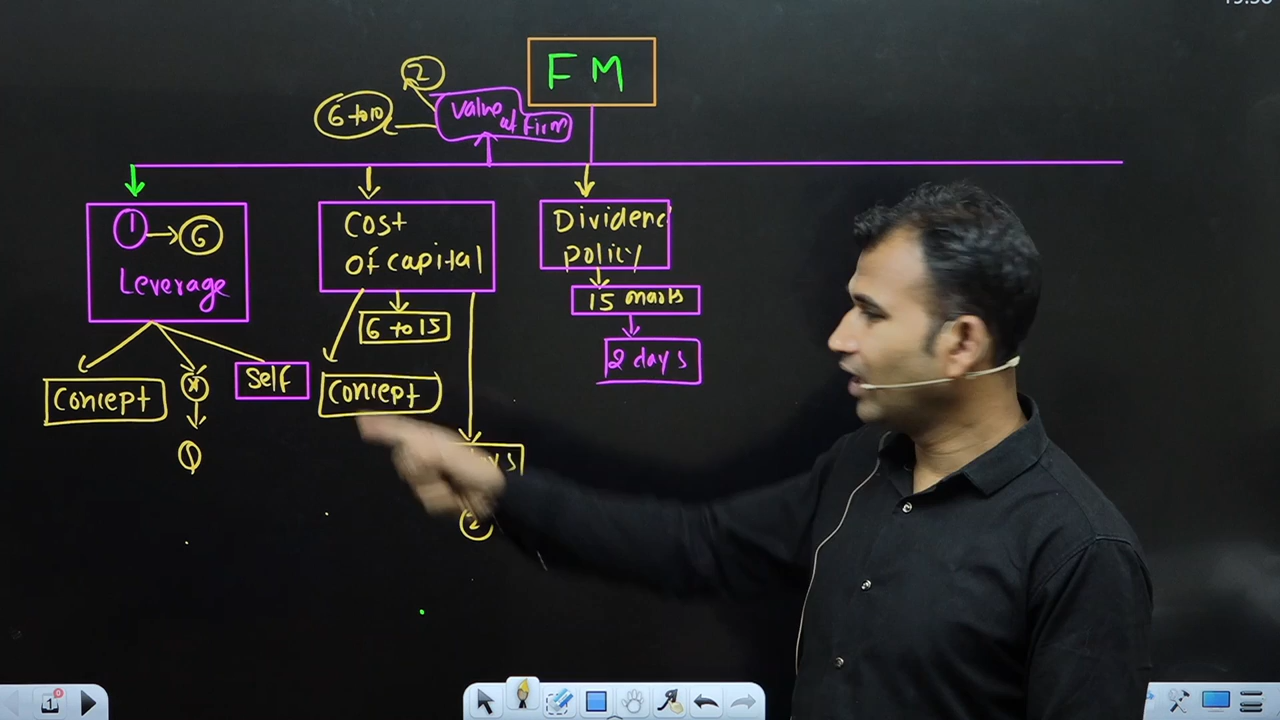 FM
2
6 to 10
value
of Firm
1 → 6
Leverage
Concept
Self
Cost
Of capital
6 to 15
Concept
2
Dividend
policy
15 marks
2 days
1